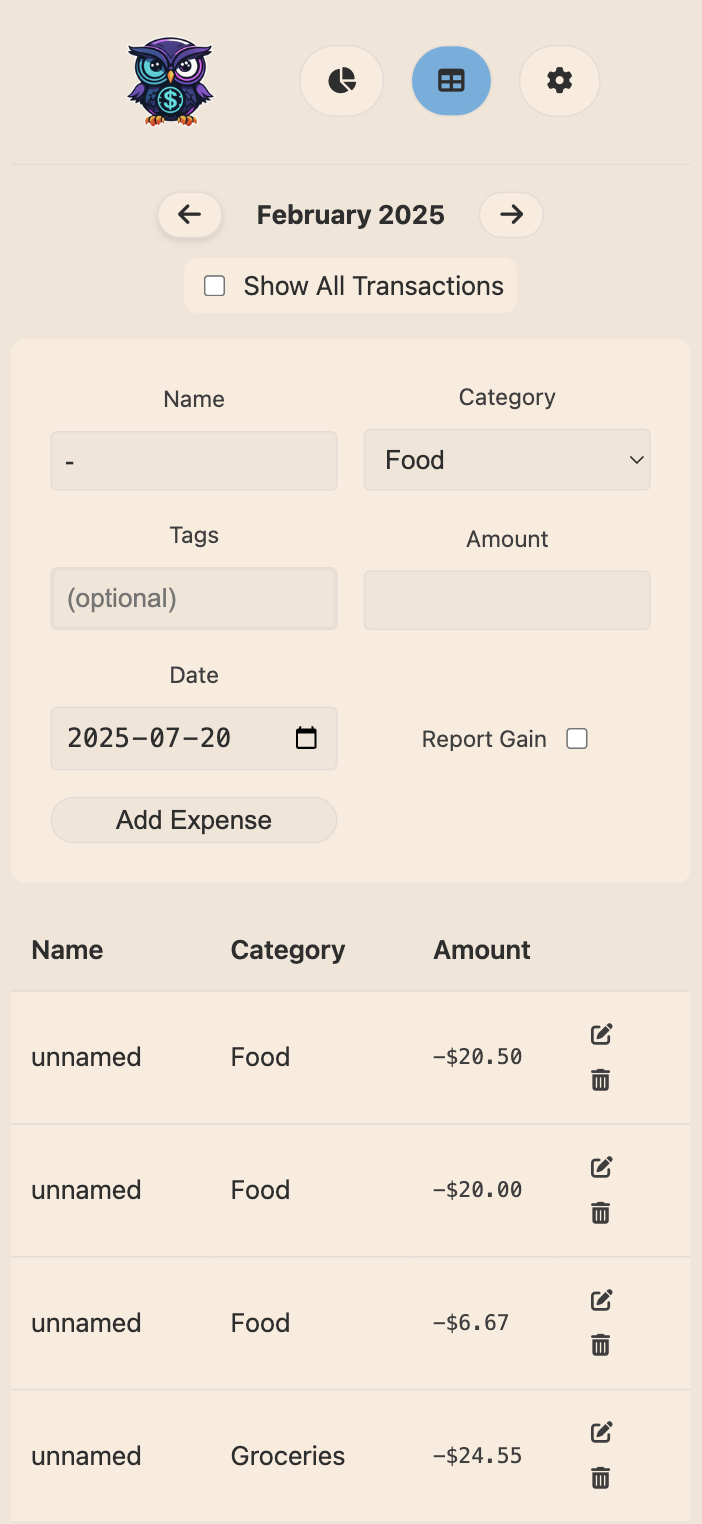 $
February 2025
Show All Transactions
Name
Category
-
Food
Tags
Amount
(optional)
Date
2025-07-20
Report Gain
Add Expense
Name Category Amount
unnamed Food -$20.50
unnamed Food -$20.00
unnamed Food -$6.67
unnamed Groceries -$24.55